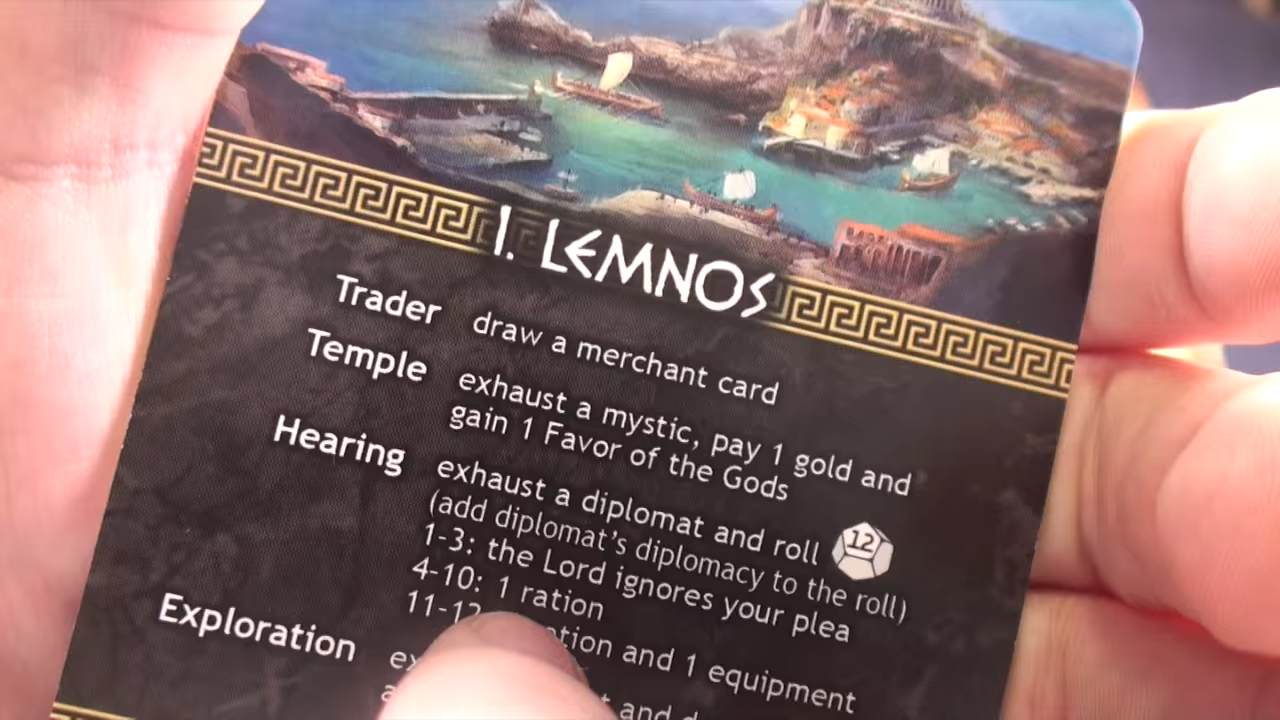 1. LEMNOS
Trader draw a merchant card
Temple exhaust a mystic, pay 1 gold and
gain 1 Favor of the Gods
Hearing exhaust a diplomat and roll 12
(add diplomat's diplomacy to the roll)
1-3: the Lord ignores your plea
4-10: 1 ration
and 1 equipment
Exploration
and